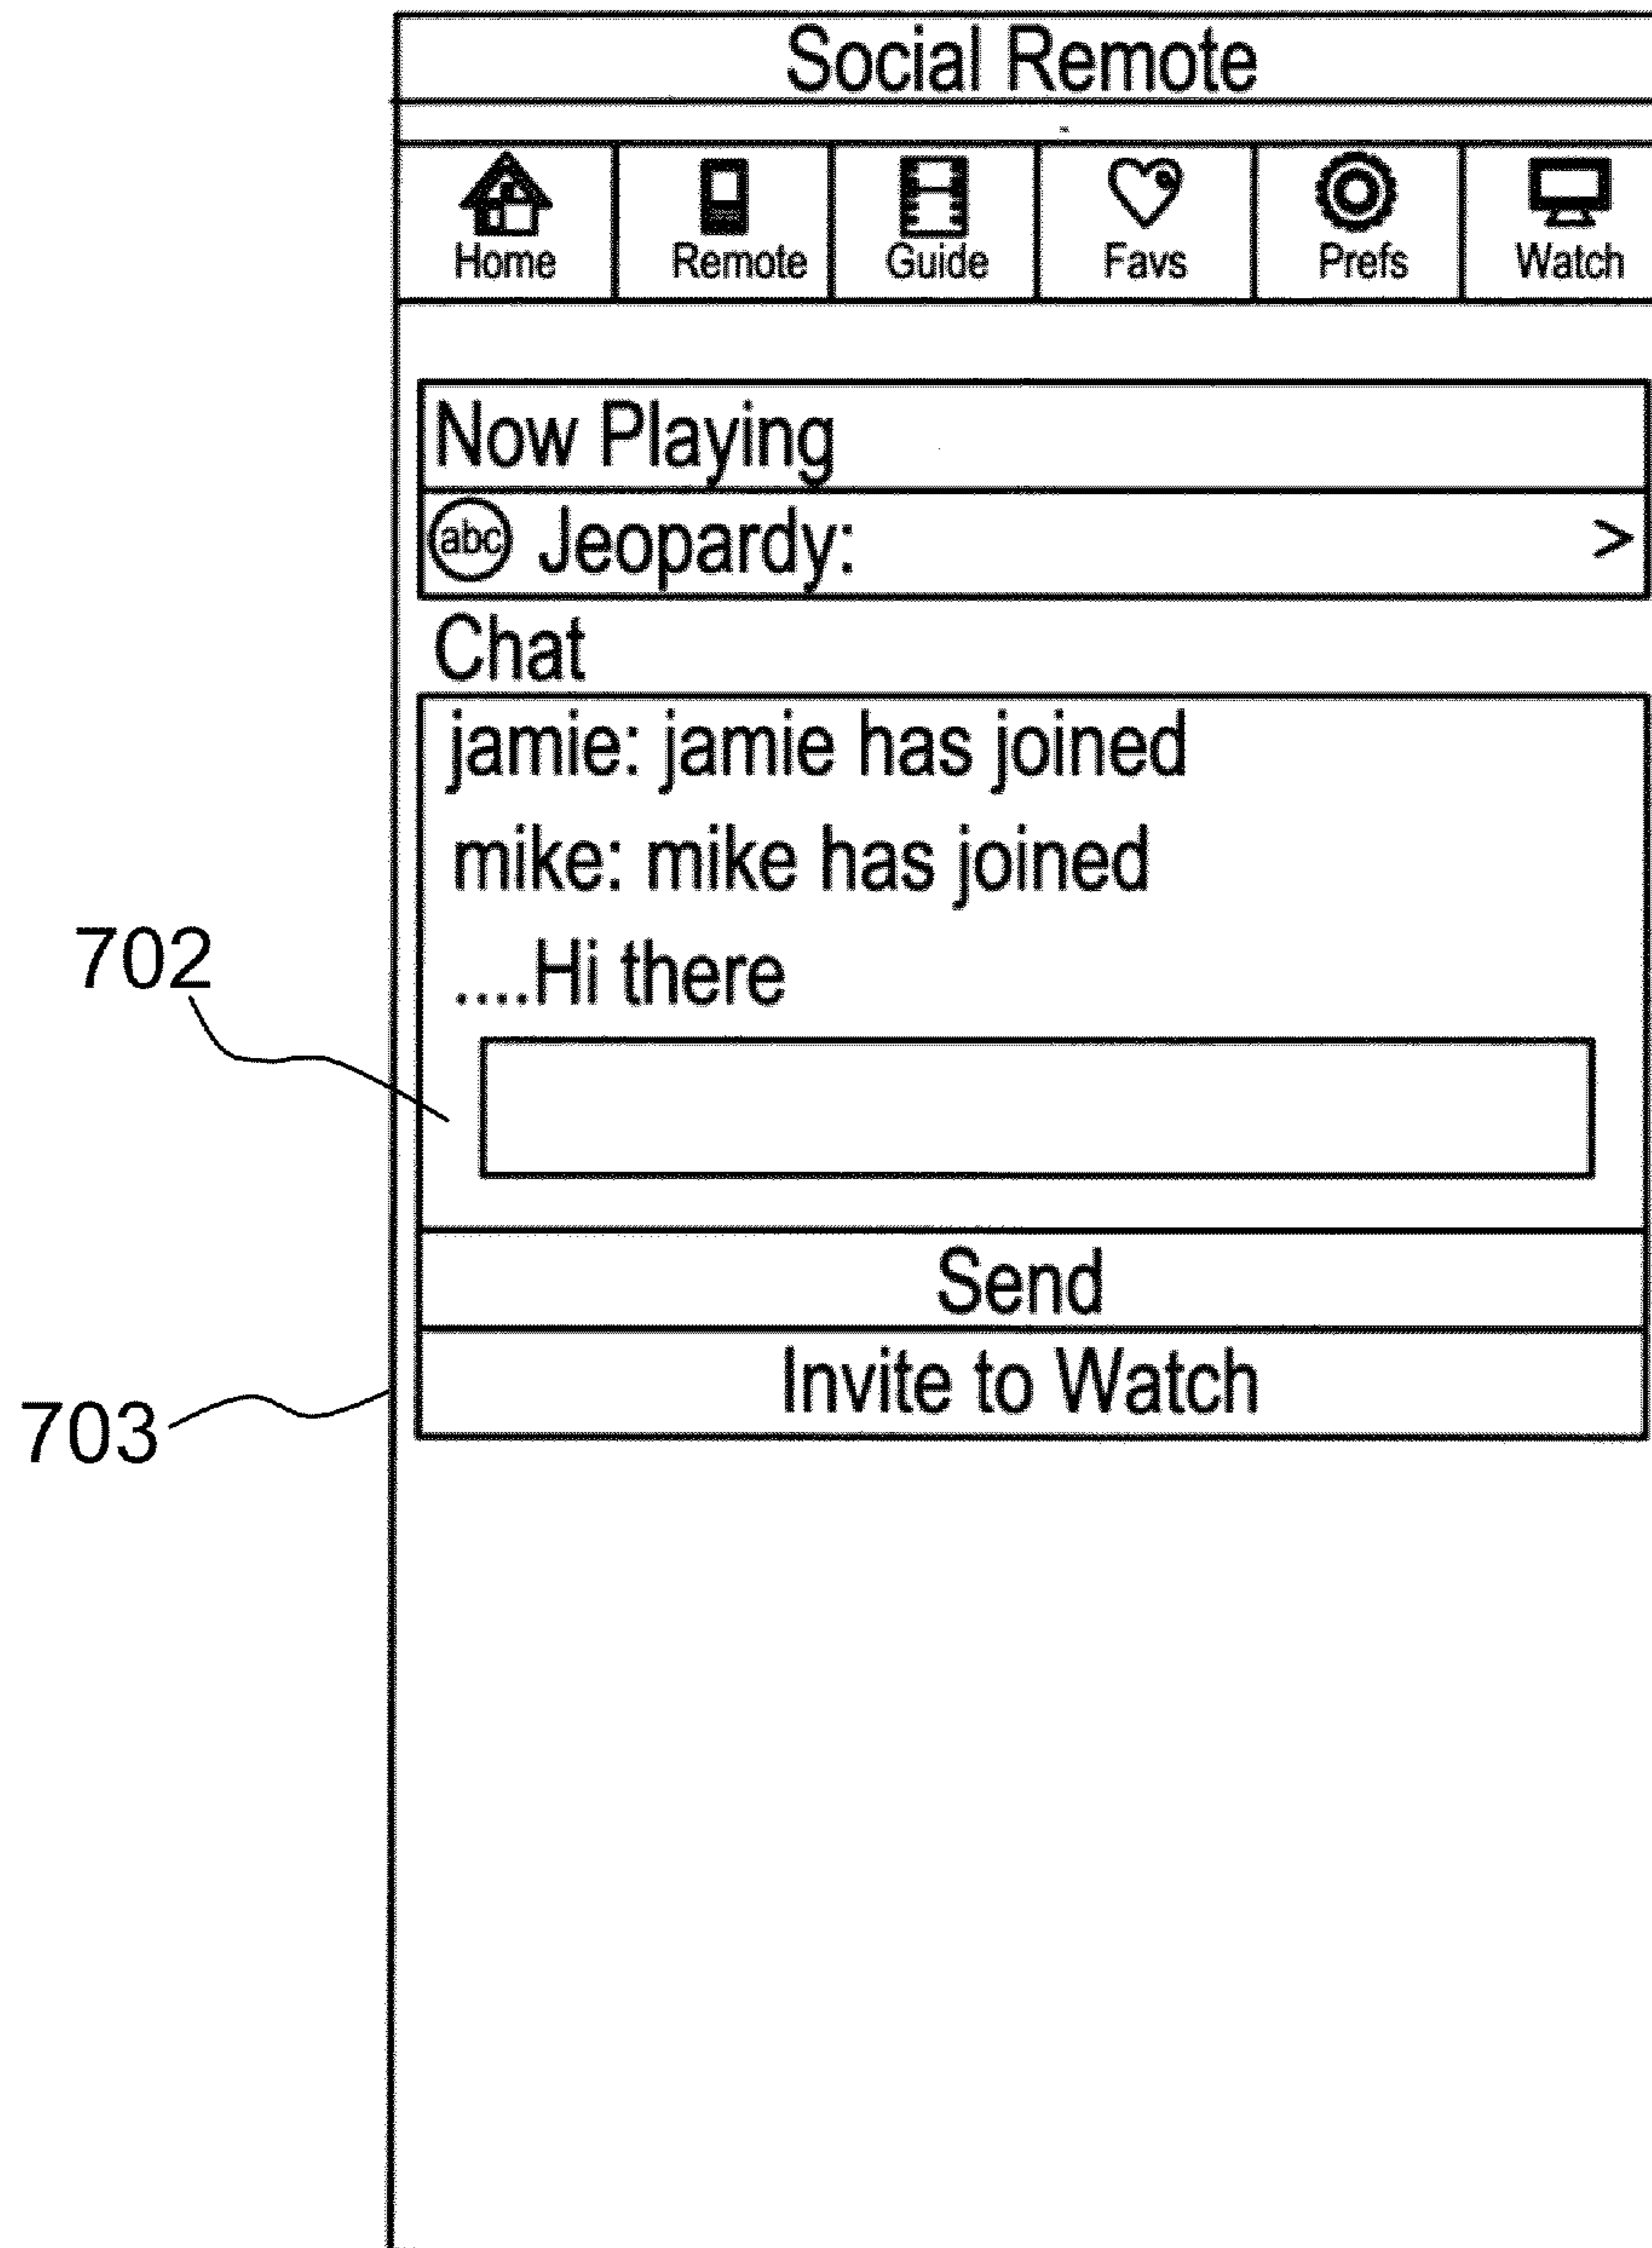 Social Remote
Home Remote Guide Favs Prefs Watch
Now Playing
abc Jeopardy: >
Chat
jamie: jamie has joined
mike: mike has joined
....Hi there
702
Send
Invite to Watch
703